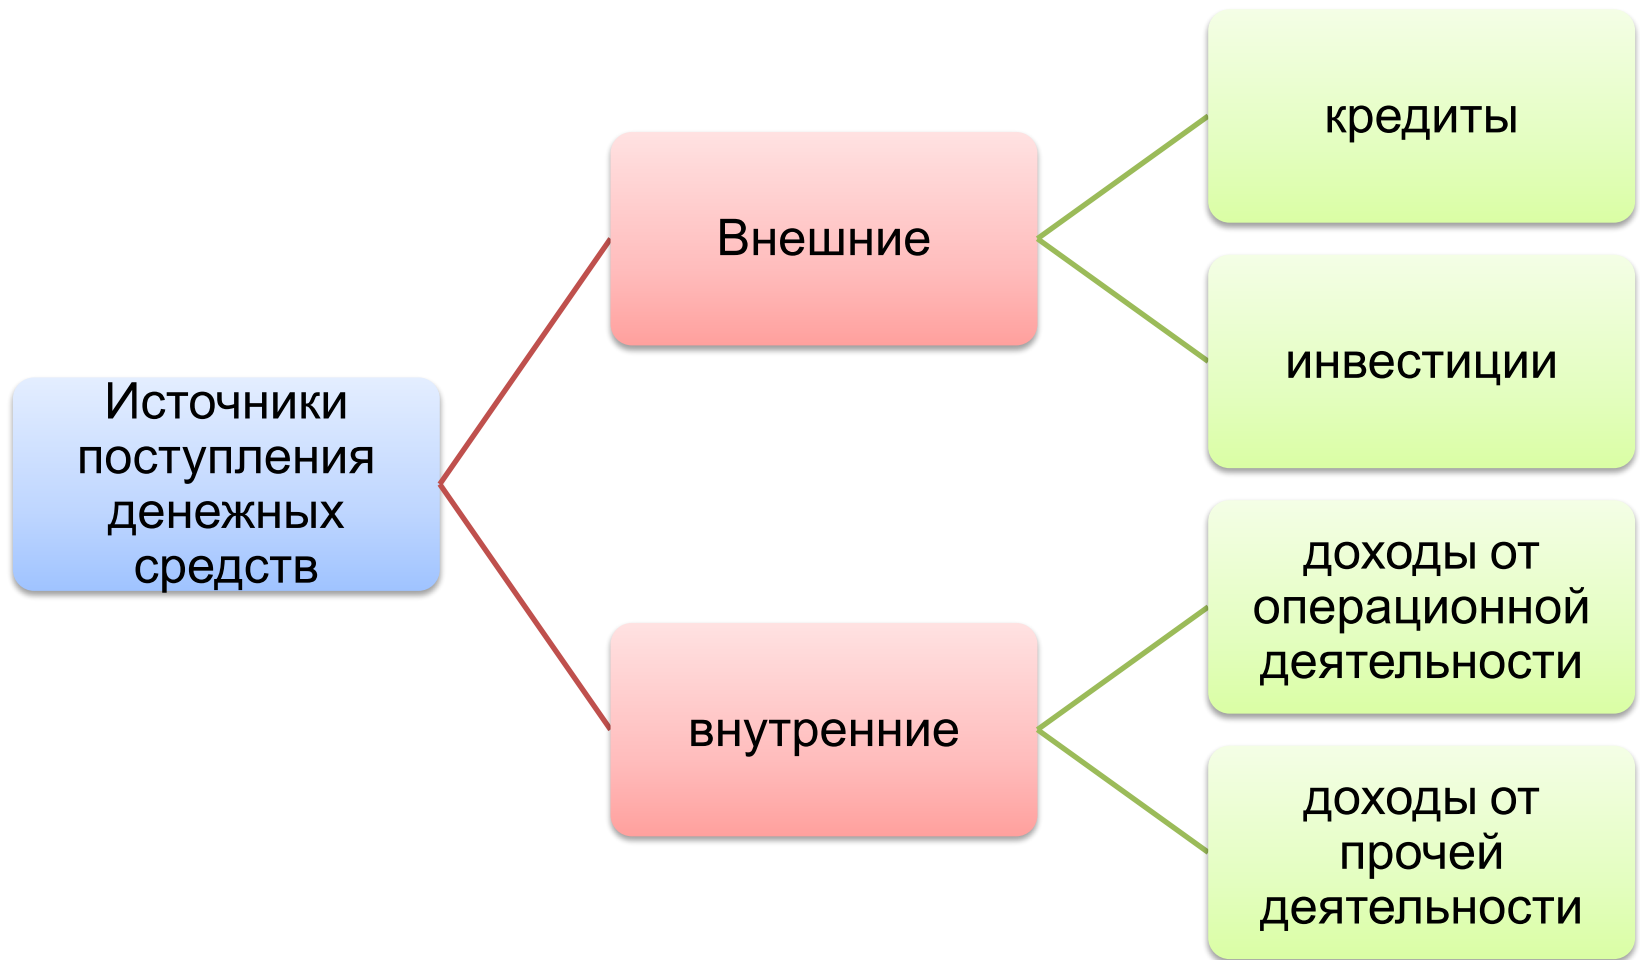 Источники
поступления
денежных
средств
Внешние
кредиты
инвестиции
внутренние
доходы от
операционной
деятельности
доходы от
прочей
деятельности